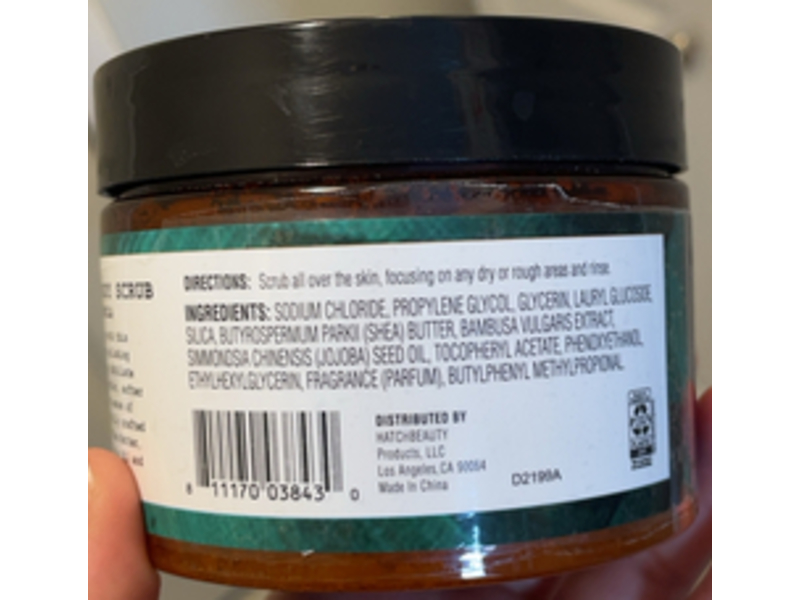 SCRUB
DIRECTIONS: Scrub all over the skin, focusing on any dry or rough areas and rinse.
INGREDIENTS: SODIUM CHLORIDE, PROPYLENE GLYCOL, GLYCERIN, LAURYL GLUCOSIDE,
SILICA, BUTYROSPERMUM PARKII (SHEA) BUTTER, BAMBUSA VULGARIS EXTRACT,
SIMMONDSIA CHINENSIS (JOJOBA) SEED OIL, TOCOPHERYL ACETATE, PHENOXYETHANOL,
ETHYLHEXYLGLYCERIN, FRAGRANCE (PARFUM), BUTYLPHENYL METHYLPROPIONAL
8 11170 03843 0
DISTRIBUTED BY
HATCHBEAUTY
Products, LLC
Los Angeles, CA 90064
Made in China
D2198A